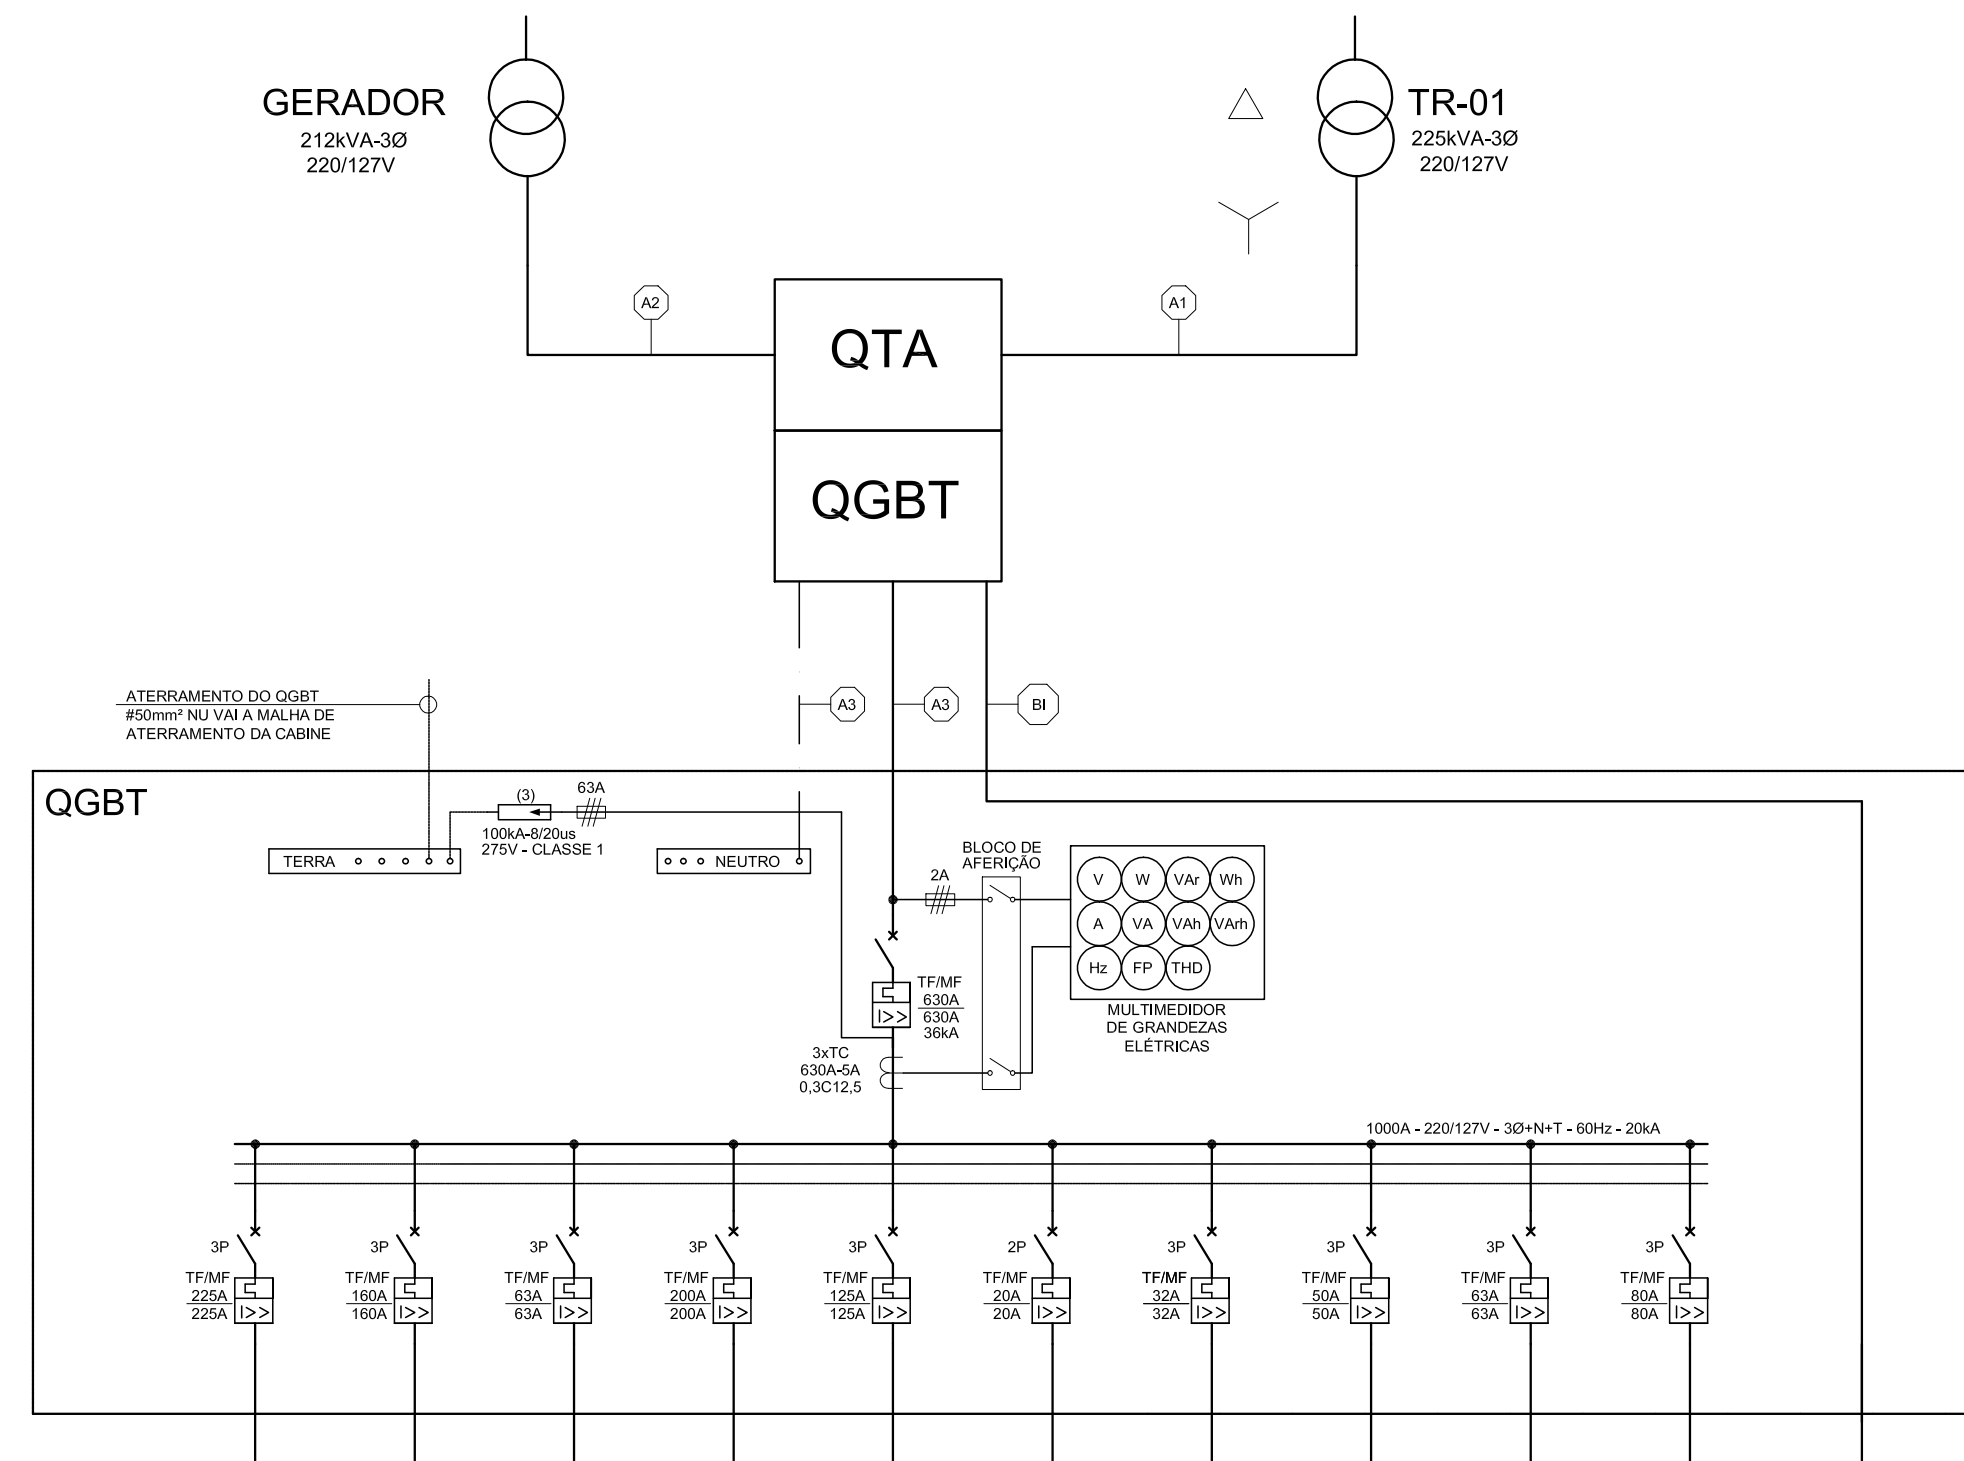 GERADOR
212kVA-3Ø
220/127V
TR-01
225kVA-3Ø
220/127V
A2
A1
QTA
QGBT
ATERRAMENTO DO QGBT
#50mm² NU VAI A MALHA DE
ATERRAMENTO DA CABINE
A3
A3
BI
QGBT
(3)
63A
100kA-8/20us
275V - CLASSE 1
TERRA
NEUTRO
2A
BLOCO DE
AFERIÇÃO
V
W
VAr
Wh
A
VA
VAh
VArh
Hz
FP
THD
MULTIMEDIDOR
DE GRANDEZAS
ELÉTRICAS
TF/MF
630A
630A
36kA
I>>
3xTC
630A-5A
0,3C12,5
1000A - 220/127V - 3Ø+N+T - 60Hz - 20kA
3P
TF/MF
225A
225A
I>>
3P
TF/MF
160A
160A
I>>
3P
TF/MF
63A
63A
I>>
3P
TF/MF
200A
200A
I>>
3P
TF/MF
125A
125A
I>>
2P
TF/MF
20A
20A
I>>
3P
TF/MF
32A
32A
I>>
3P
TF/MF
50A
50A
I>>
3P
TF/MF
63A
63A
I>>
3P
TF/MF
80A
80A
I>>